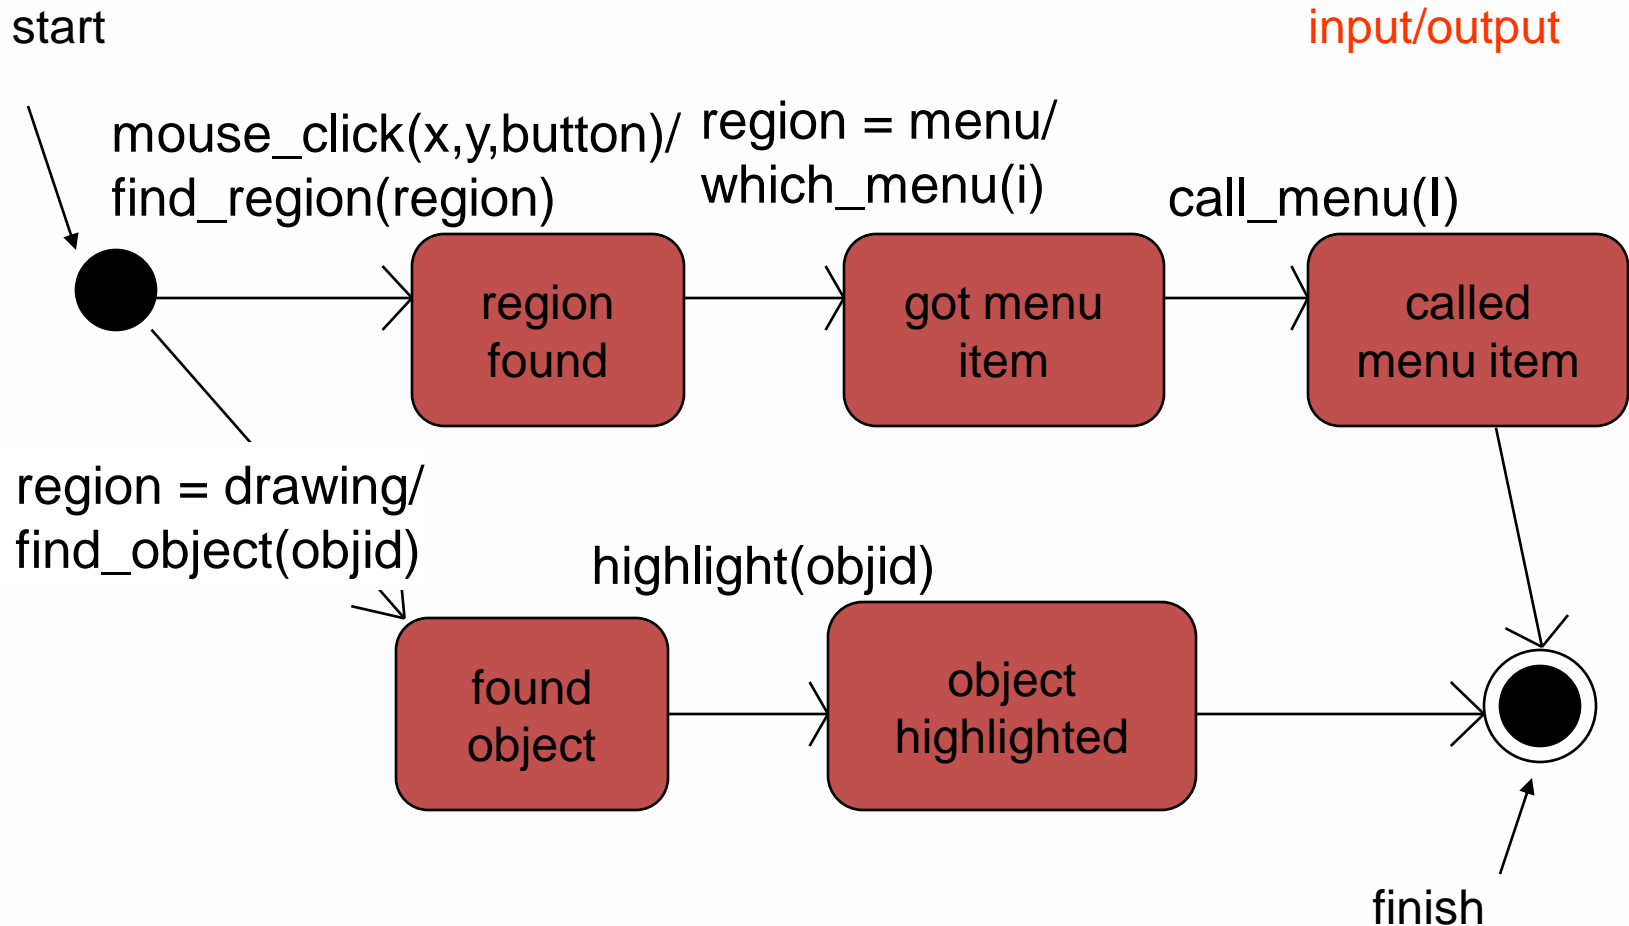 start
input/output
mouse_click(x,y,button)/
find_region(region)
region = menu/
which_menu(i)
call_menu(I)
region
found
got menu
item
called
menu item
region = drawing/
find_object(objid)
highlight(objid)
found
object
object
highlighted
finish